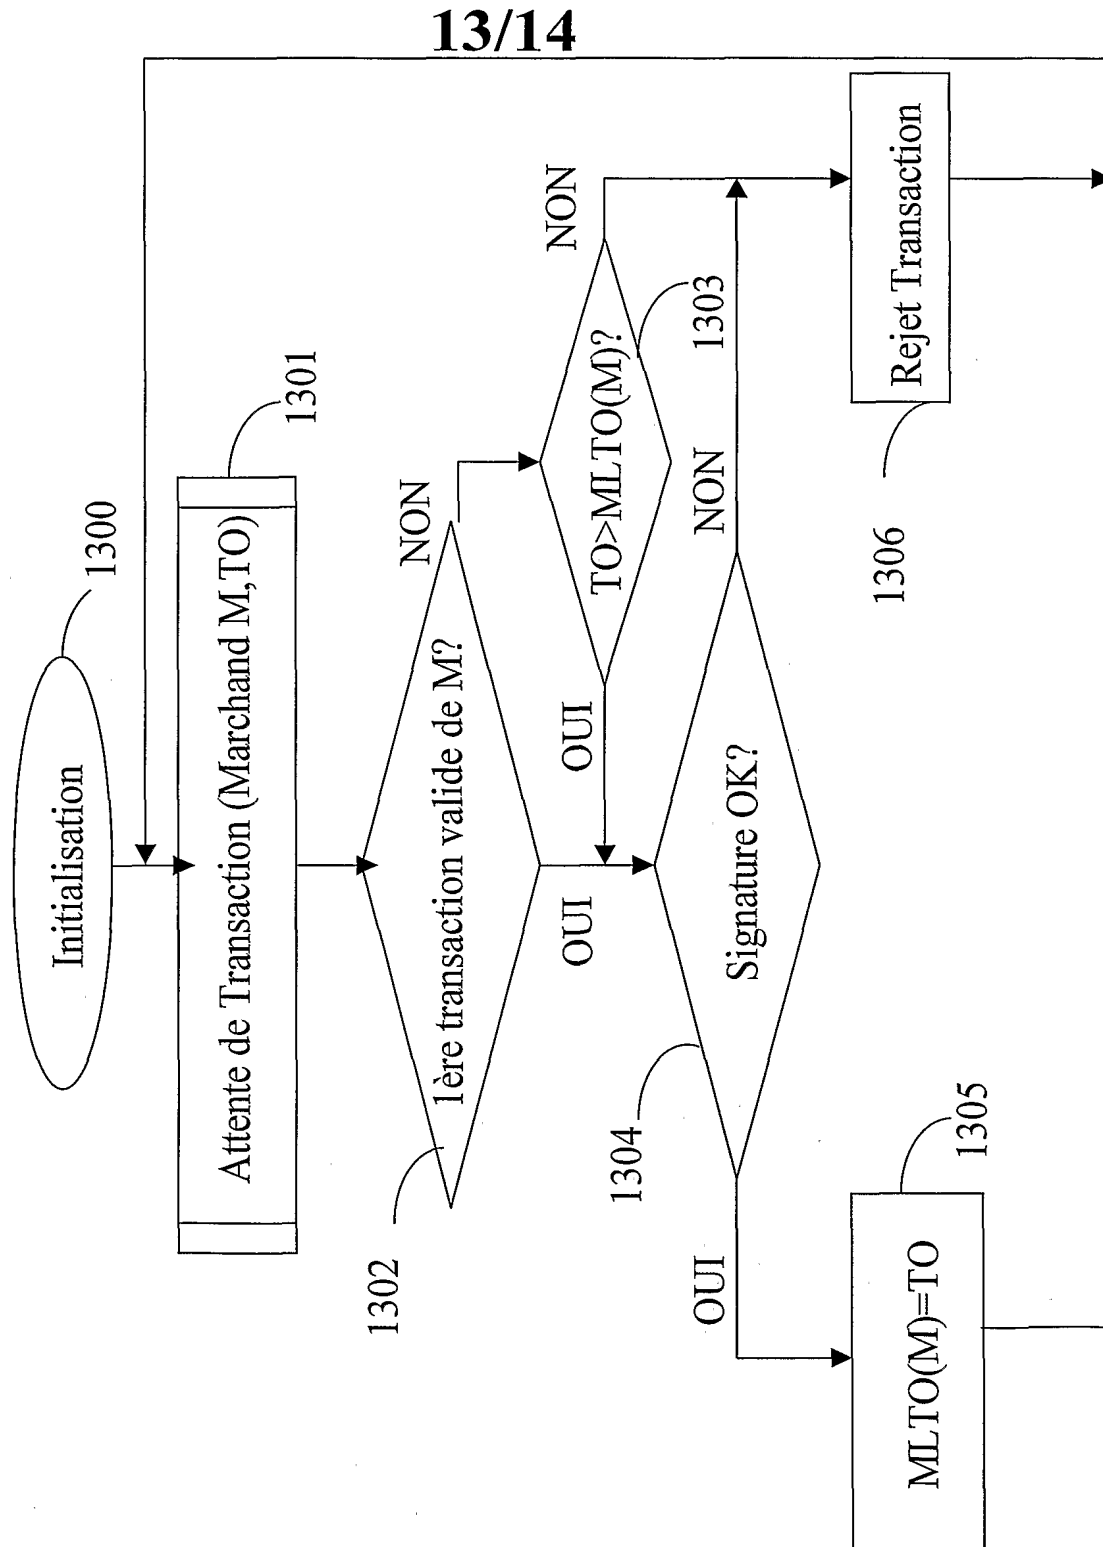 13/14
Initialisation
1300
Attente de Transaction (Marchand M,TO)
1301
1ère transaction valide de M?
1302
NON
OUI
TO>MLTO(M)?
1303
NON
OUI
Signature OK?
1304
NON
OUI
MLTO(M)=TO
1305
Rejet Transaction
1306